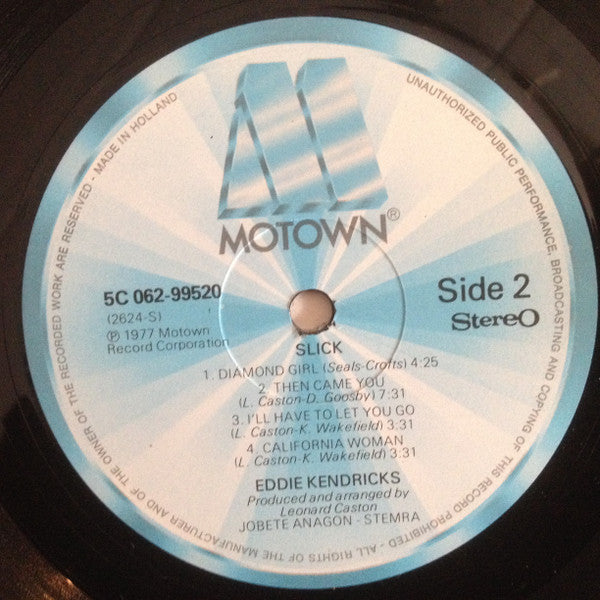 MOTOWN®
5C 062-99520
(2624-S)
℗ 1977 Motown
Record Corporation
Side 2
Stereo
SLICK
1. DIAMOND GIRL (Seals-Crofts) 4:25
2. THEN CAME YOU
(L. Caston-D. Goosby) 7:31
3. I'LL HAVE TO LET YOU GO
(L. Caston-K. Wakefield) 3:31
4. CALIFORNIA WOMAN
(L. Caston-K. Wakefield) 3:31
EDDIE KENDRICKS
Produced and arranged by
Leonard Caston
JOBETE ANAGON - STEMRA
UNAUTHORIZED PUBLIC PERFORMANCE, BROADCASTING AND COPYING OF THIS RECORD PROHIBITED - ALL RIGHTS OF THE MANUFACTURER AND OF THE OWNER OF THE RECORDED WORK ARE RESERVED - MADE IN HOLLAND